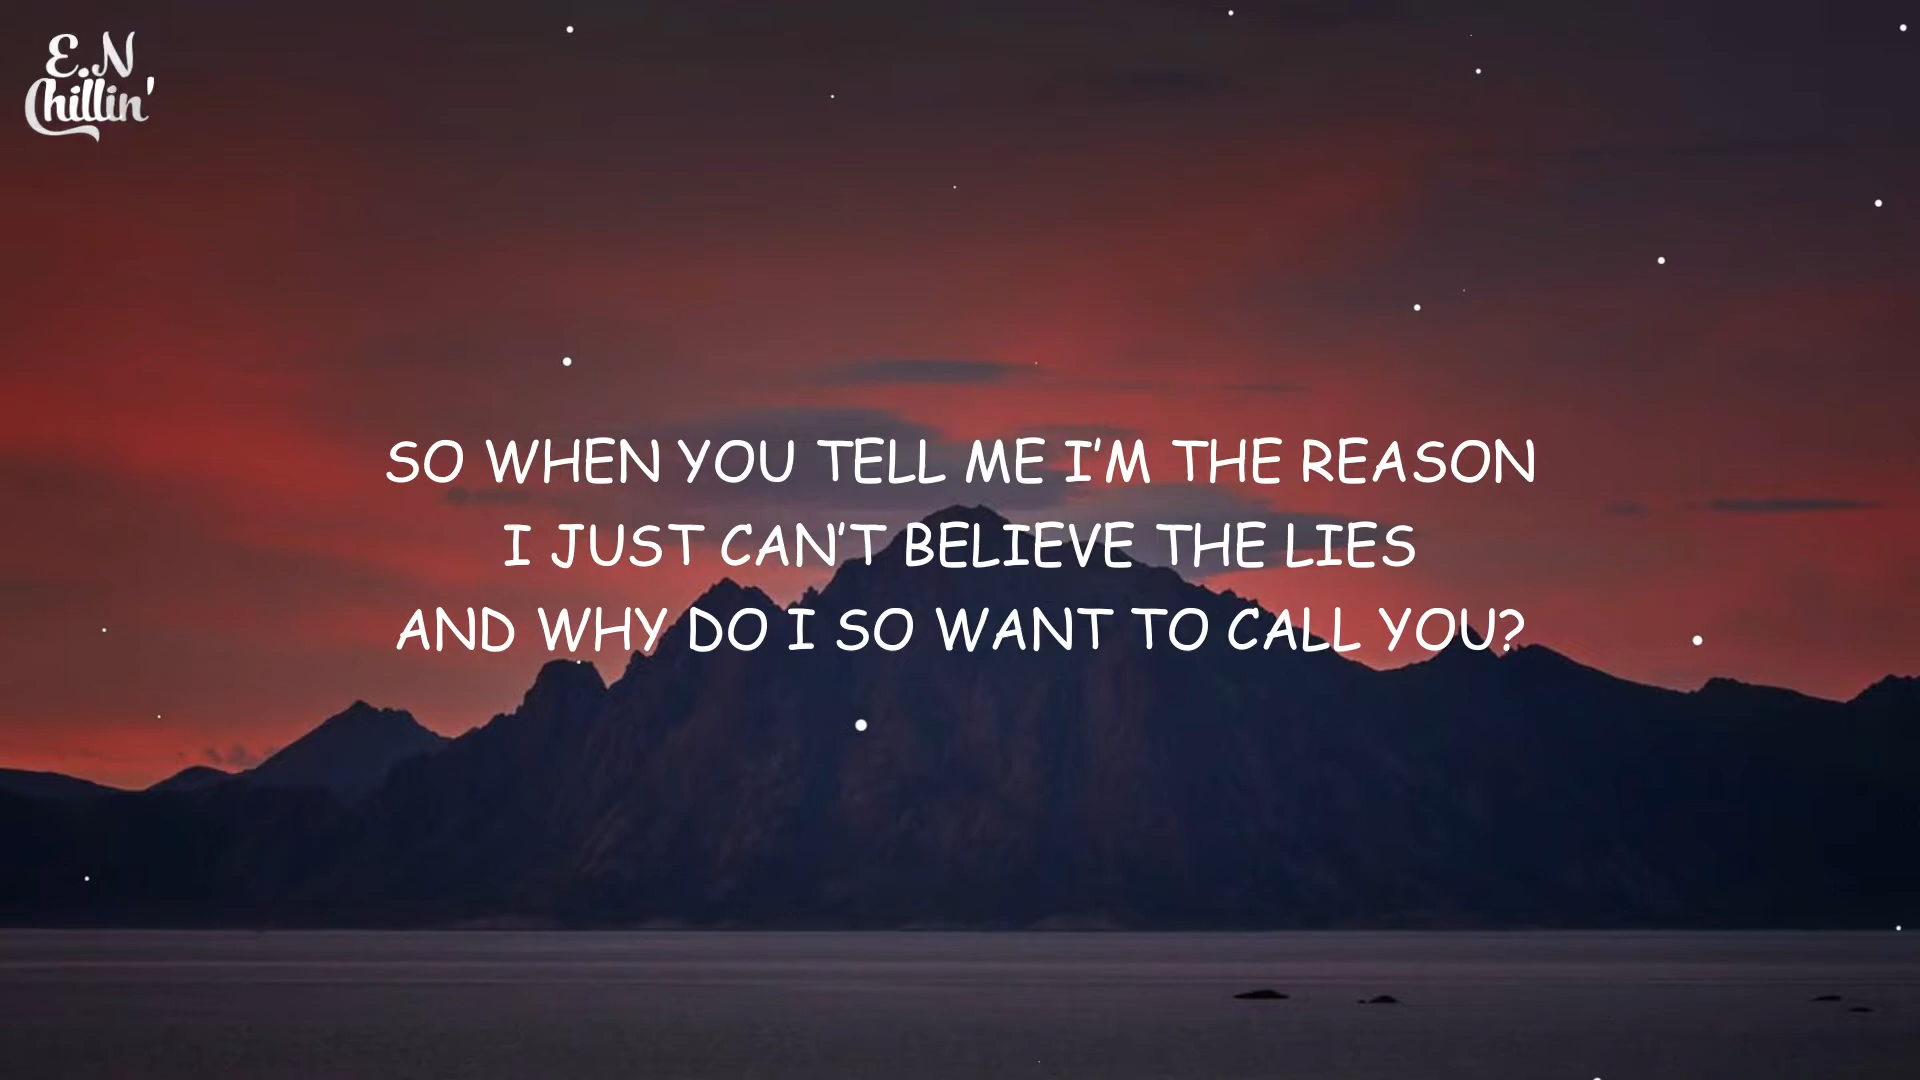 E.N
Chillin'
SO WHEN YOU TELL ME I'M THE REASON
I JUST CAN'T BELIEVE THE LIES
AND WHY DO I SO WANT TO CALL YOU?